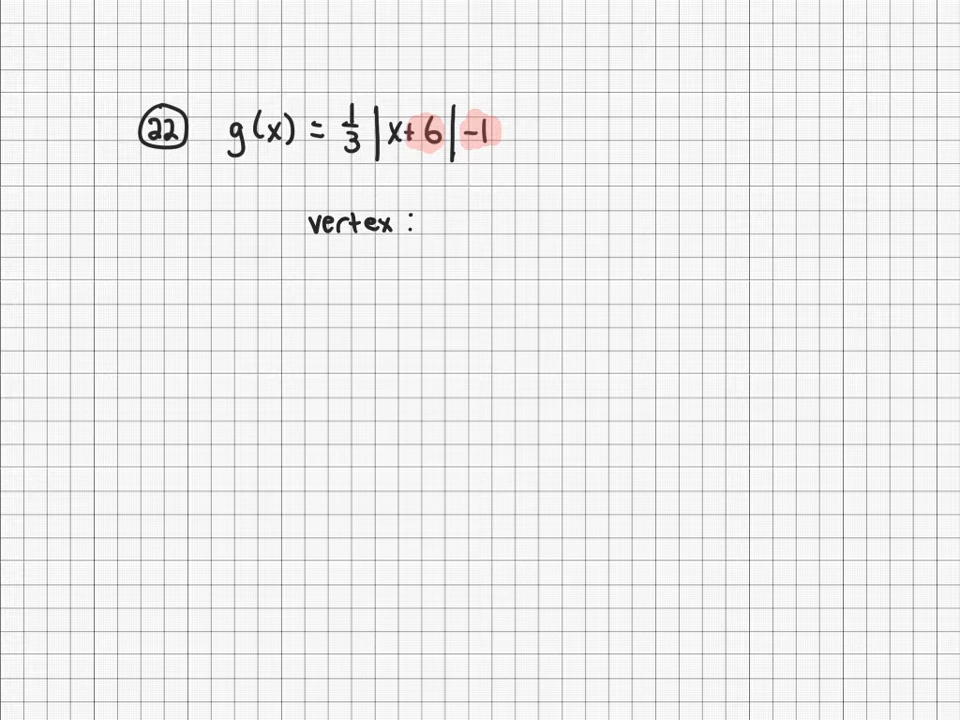 22 g(x) = 1/3 |x+6| -1
vertex :